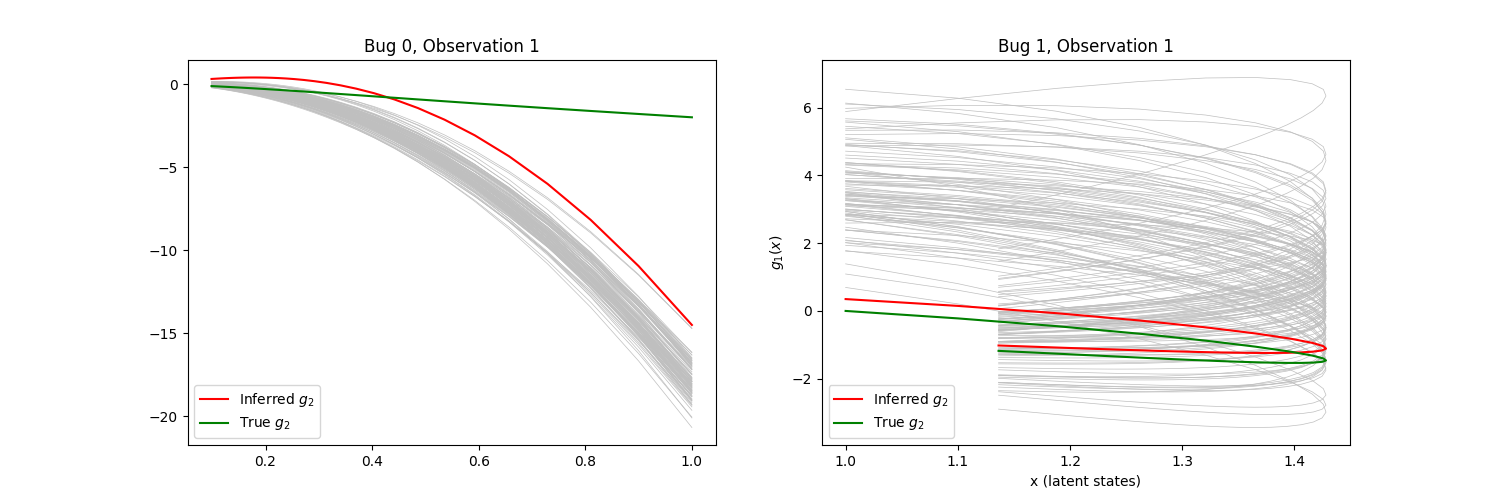 Bug 0, Observation 1
0
−5
−10
−15
−20
0.2
0.4
0.6
0.8
1.0
Inferred g₂
True g₂
Bug 1, Observation 1
g₁(x)
6
4
2
0
−2
1.0
1.1
1.2
1.3
1.4
x (latent states)
Inferred g₂
True g₂